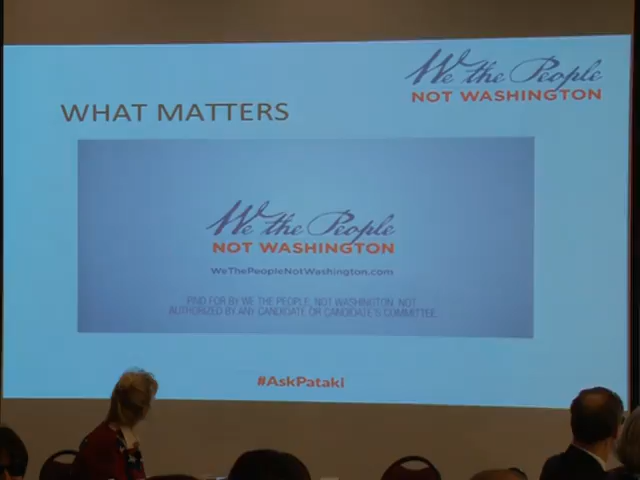 We the People
NOT WASHINGTON
WHAT MATTERS
We the People
NOT WASHINGTON
WeThePeopleNotWashington.com
PAID FOR BY WE THE PEOPLE, NOT WASHINGTON. NOT
AUTHORIZED BY ANY CANDIDATE OR CANDIDATE'S COMMITTEE.
#AskPataki